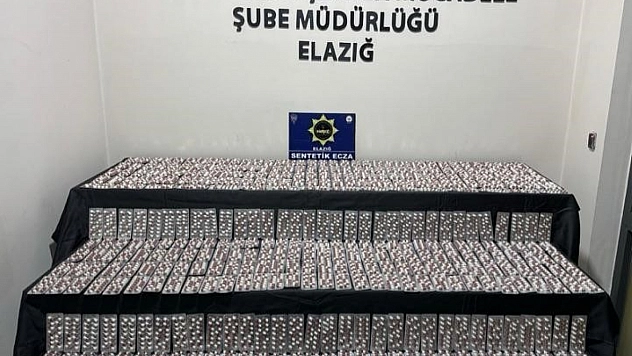 ŞUBE MÜDÜRLÜĞÜ
ELAZIĞ
ELAZIĞ
SENTETİK ECZA